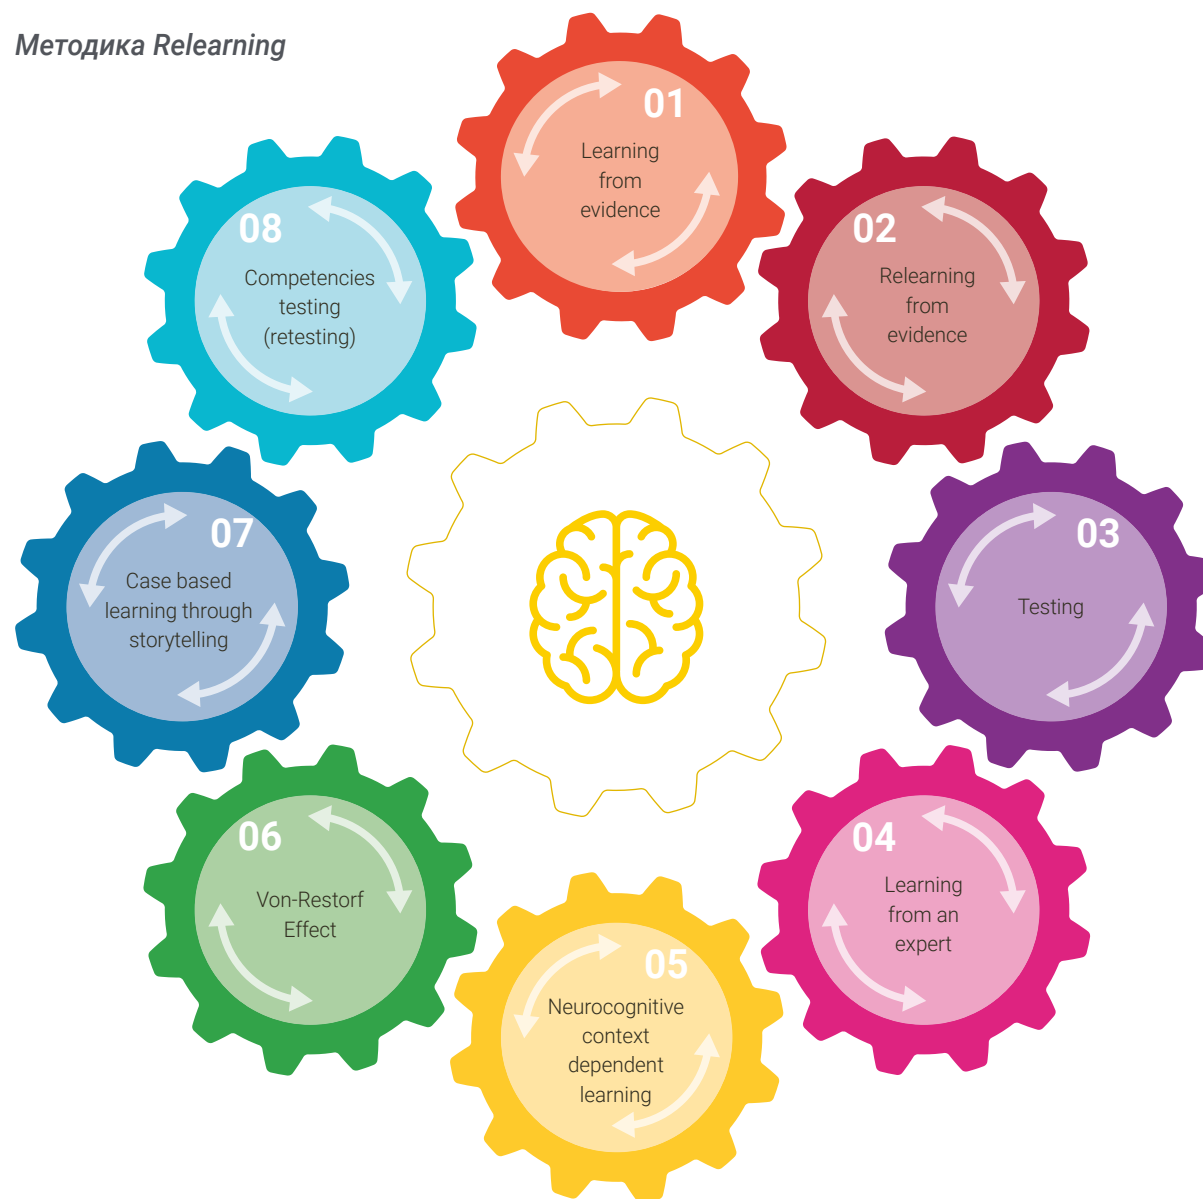 Методика Relearning
01
Learning
from
evidence
02
Relearning
from
evidence
03
Testing
04
Learning
from an
expert
05
Neurocognitive
context
dependent
learning
06
Von-Restorf
Effect
07
Case based
learning through
storytelling
08
Competencies
testing
(retesting)